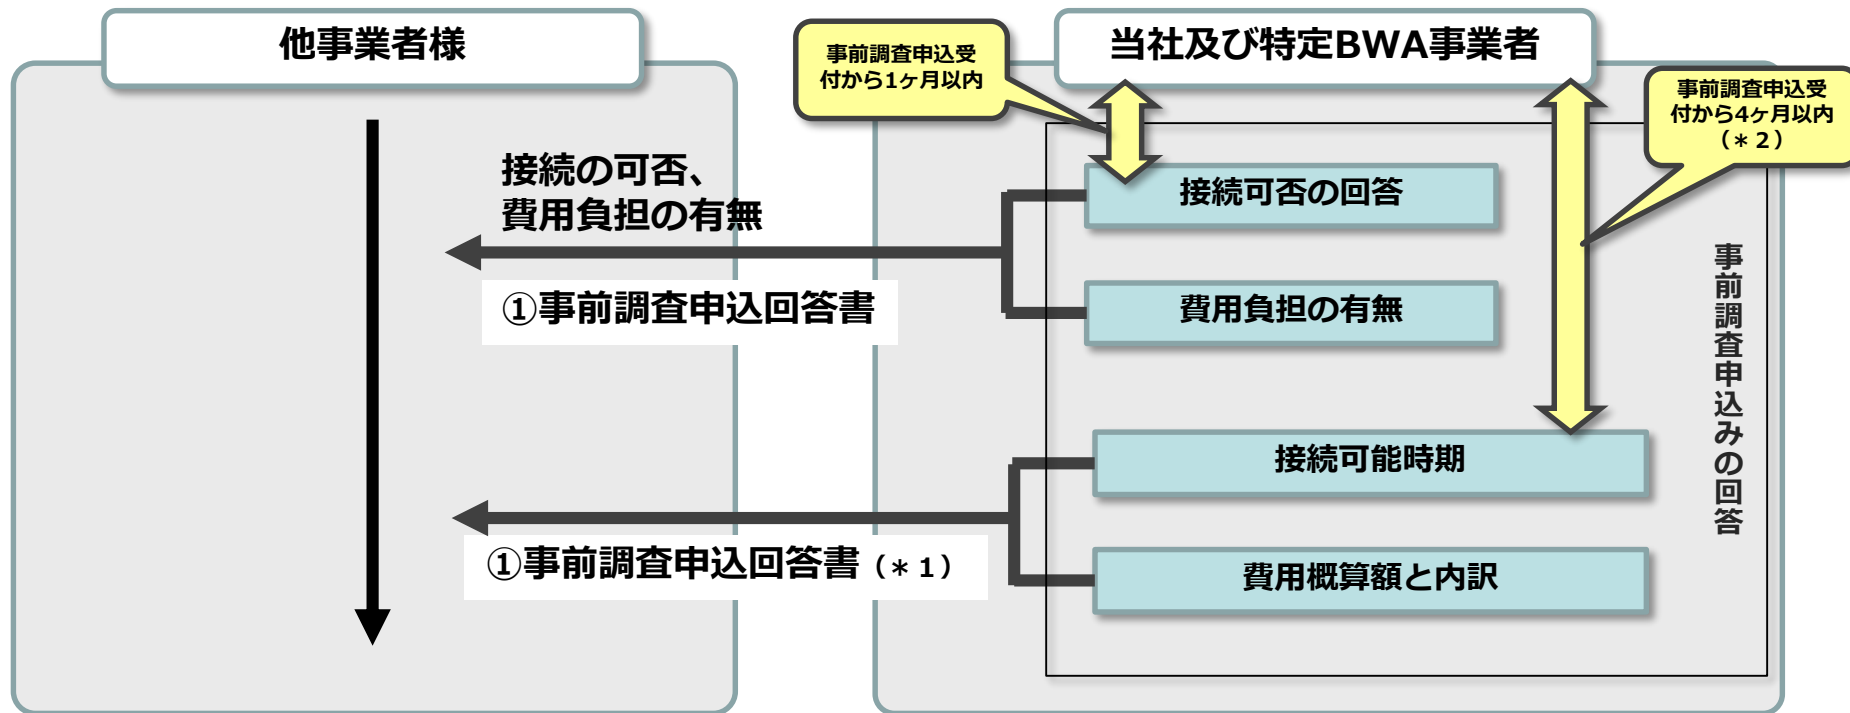 他事業者様
当社及び特定BWA事業者
事前調査申込受
付から1ヶ月以内
事前調査申込受
付から4ヶ月以内
（＊２）
接続の可否、
費用負担の有無
①事前調査申込回答書
接続可否の回答
費用負担の有無
事前調査申込みの回答
接続可能時期
①事前調査申込回答書（＊１）
費用概算額と内訳